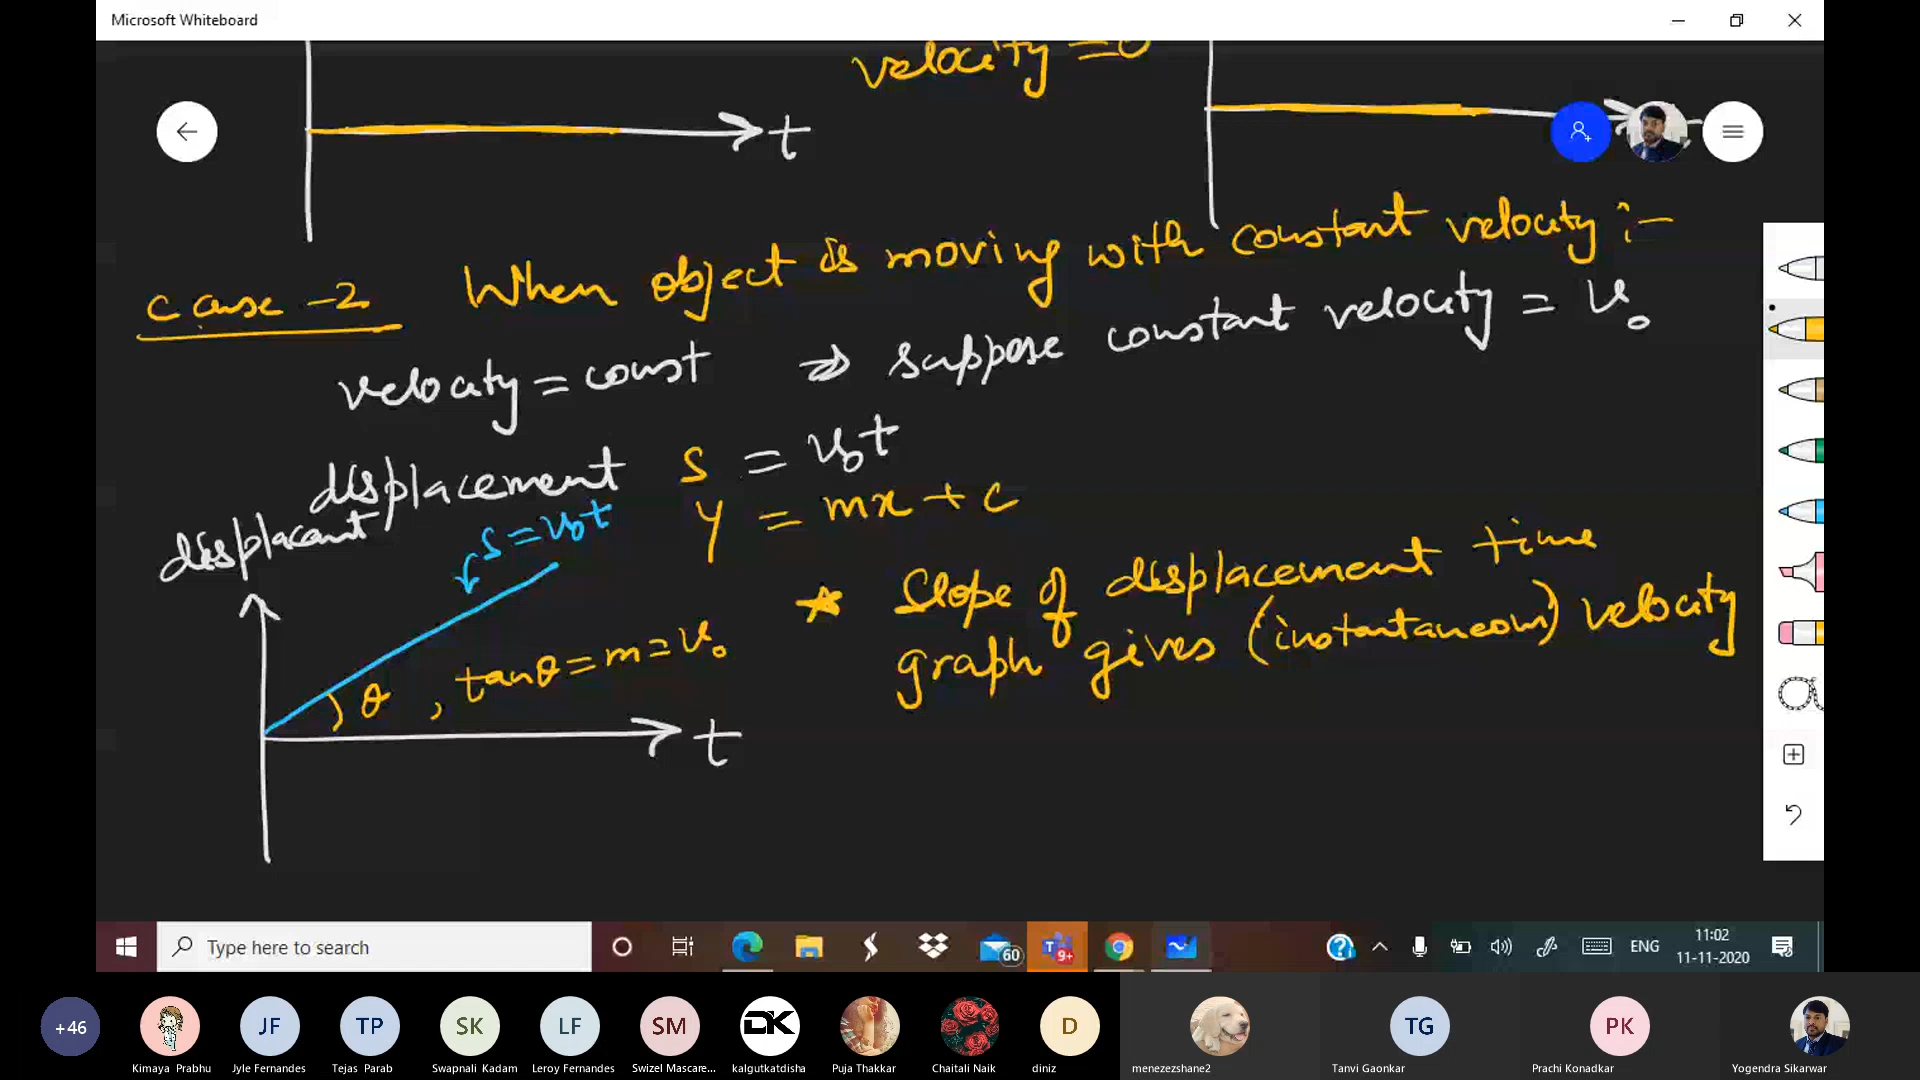 Microsoft Whiteboard
velocity = 0
t
case -2 When object is moving with constant velocity :-
velocity = const ⇒ suppose constant velocity = v₀
displacement s = v₀t
y = mx + c
displacant
s = v₀t
θ , tanθ = m = v₀
t
★ Slope of displacement time
graph gives (instantaneous) velocity
Type here to search
60
9+
ENG
11:02
11-11-2020
+46
JF
TP
SK
LF
SM
DK
D
TG
PK
Kimaya Prabhu
Jyle Fernandes
Tejas Parab
Swapnali Kadam
Leroy Fernandes
Swizel Mascare...
kalgutkatdisha
Puja Thakkar
Chaitali Naik
diniz
menezezshane2
Tanvi Gaonkar
Prachi Konadkar
Yogendra Sikarwar